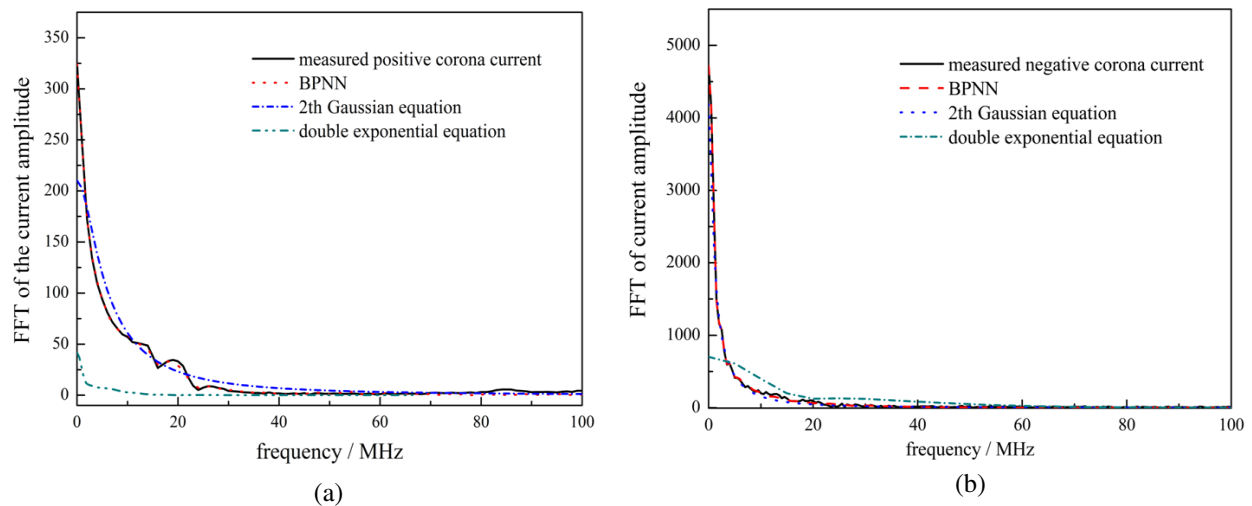 350
300
250
200
150
100
50
0
FFT of the current amplitude
measured positive corona current
BPNN
2th Gaussian equation
double exponential equation
0 20 40 60 80 100
frequency / MHz
(a)
5000
4000
3000
2000
1000
0
FFT of current amplitude
measured negative corona current
BPNN
2th Gaussian equation
double exponential equation
0 20 40 60 80 100
frequency / MHz
(b)